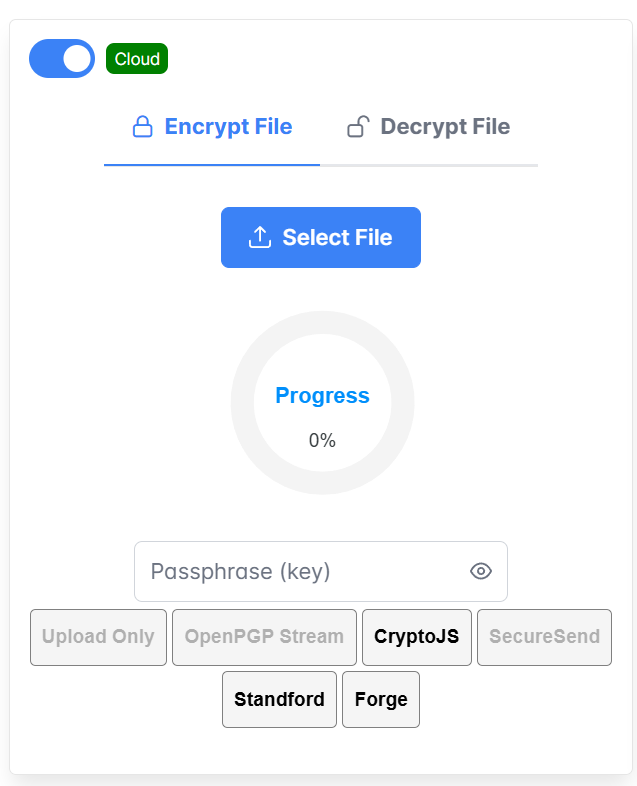 Cloud
Encrypt File Decrypt File
Select File
Progress
0%
Passphrase (key)
Upload Only OpenPGP Stream CryptoJS SecureSend
Standford Forge